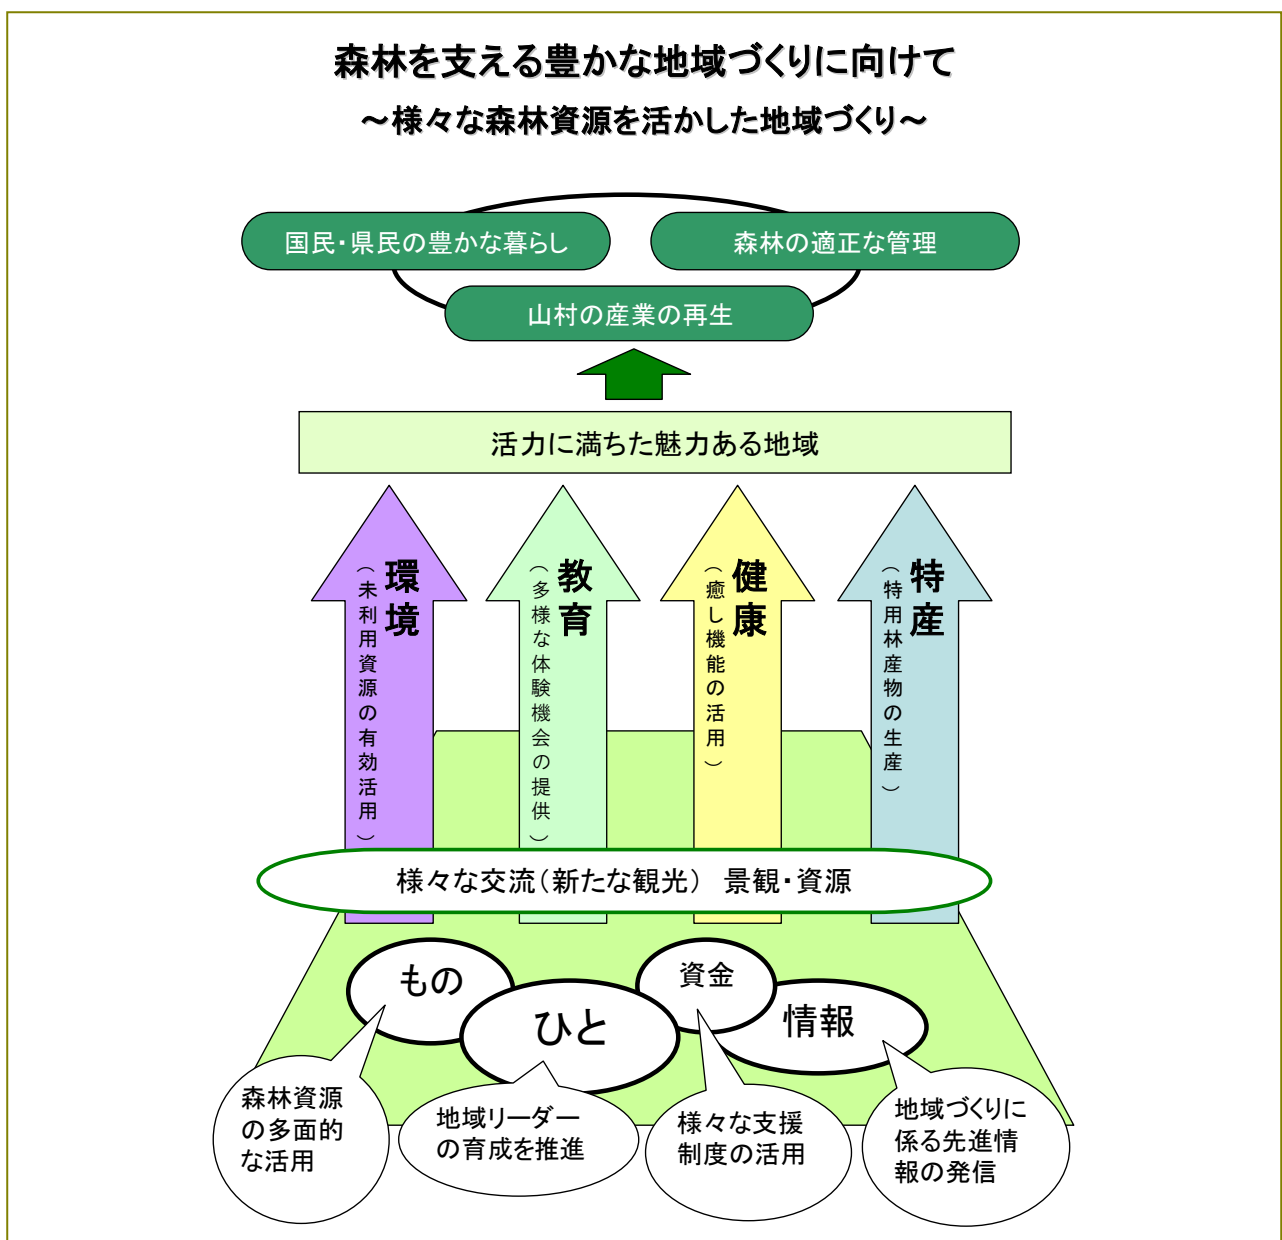 森林を支える豊かな地域づくりに向けて
～様々な森林資源を活かした地域づくり～
国民・県民の豊かな暮らし
森林の適正な管理
山村の産業の再生
活力に満ちた魅力ある地域
環境
（未利用資源の有効活用）
教育
（多様な体験機会の提供）
健康
（癒し機能の活用）
特産
（特用林産物の生産）
様々な交流（新たな観光）　景観・資源
もの
ひと
資金
情報
森林資源
の多面的
な活用
地域リーダー
の育成を推進
様々な支援
制度の活用
地域づくりに
係る先進情
報の発信